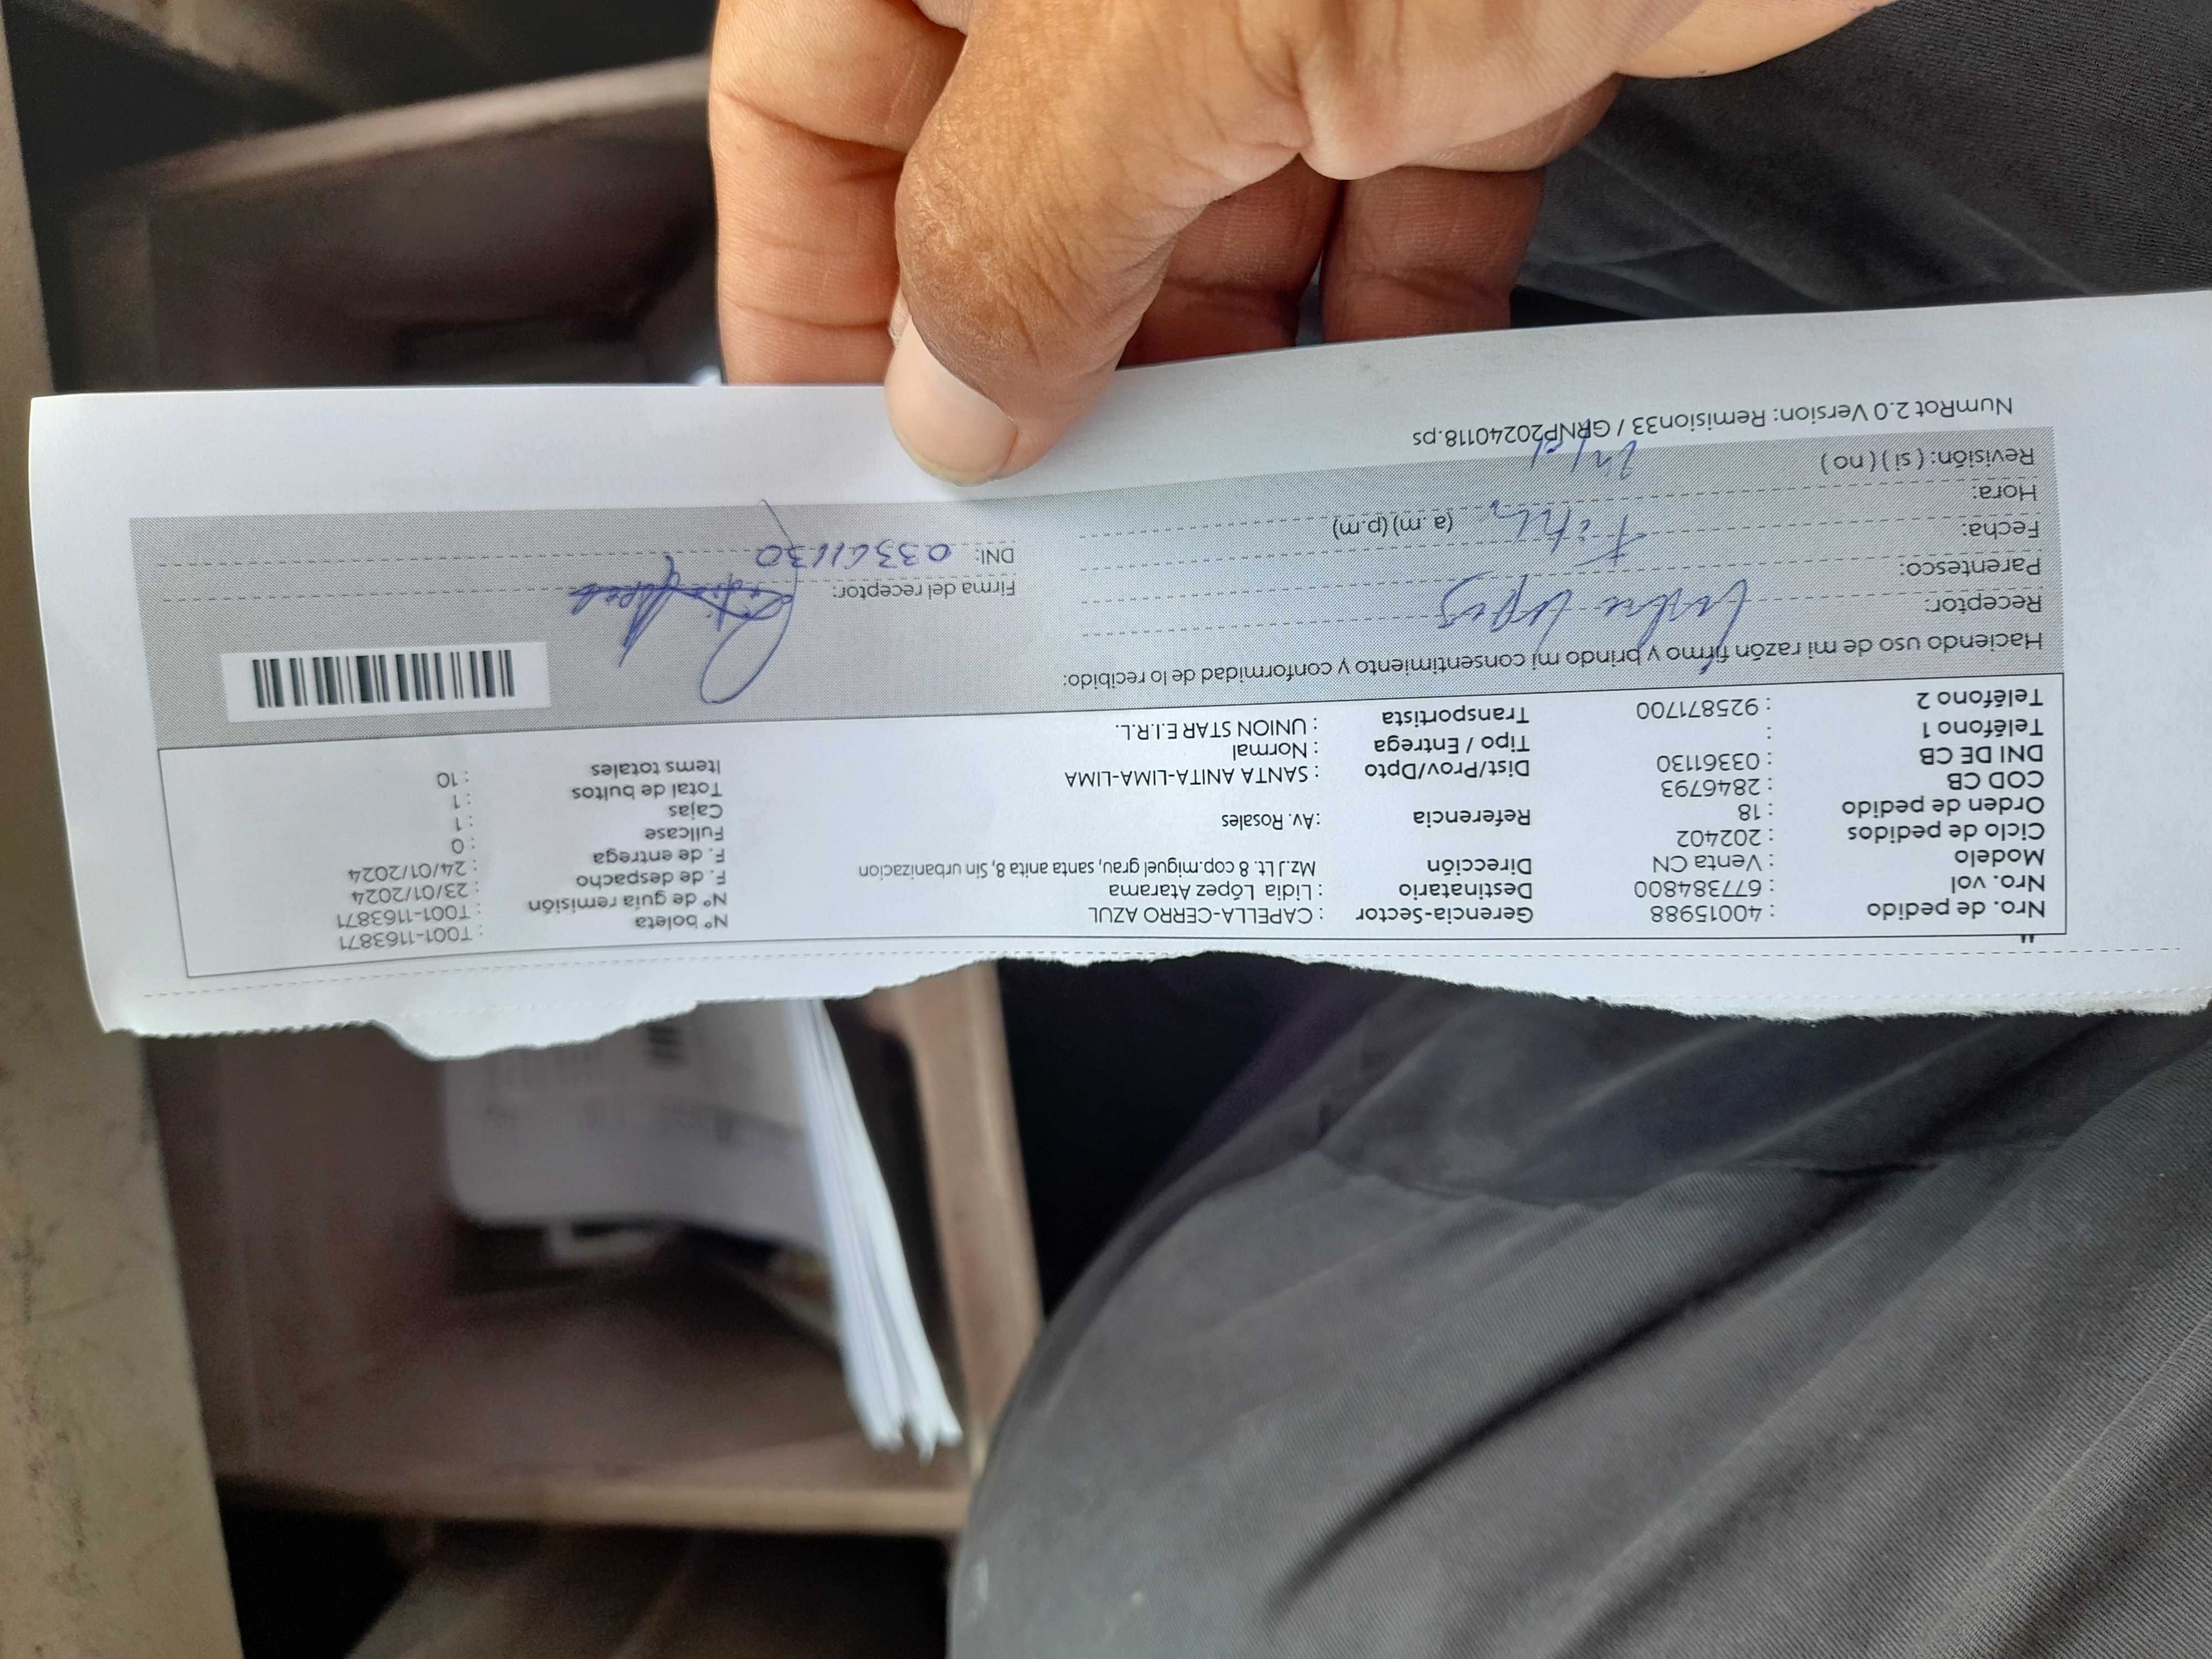 Nro. de pedido : 40015988 Gerencia-Sector : CAPELLA-CERRO AZUL Nº boleta : T001-1163871
Nro. vol : 677384800 Destinatario : Lidia López Atarama Nº de guía remisión : T001-1163871
Modelo : Venta CN Dirección Mz.J.Lt. 8 cop.miguel grau, santa anita 8, Sin urbanizacion F. de despacho : 23/01/2024
Ciclo de pedidos : 202402 F. de entrega : 24/01/2024
Orden de pedido : 18 Referencia :Av. Rosales Fullcase : 0
COD CB : 2846793 Cajas : 1
DNI DE CB : 03361130 Dist/Prov/Dpto : SANTA ANITA-LIMA-LIMA Total de bultos : 1
Teléfono 1 : Tipo / Entrega : Normal Items totales : 10
Teléfono 2 : 925871700 Transportista : UNION STAR E.I.R.L.
Haciendo uso de mi razón firmo y brindo mi consentimiento y conformidad de lo recibido:
Receptor: López
Parentesco: Firma del receptor:
Fecha: DNI: 03361130
Hora: (a.m) (p.m)
Revisión: ( si ) ( no )
NumRot 2.0 Version: Remision33 / GRNP20240118.ps